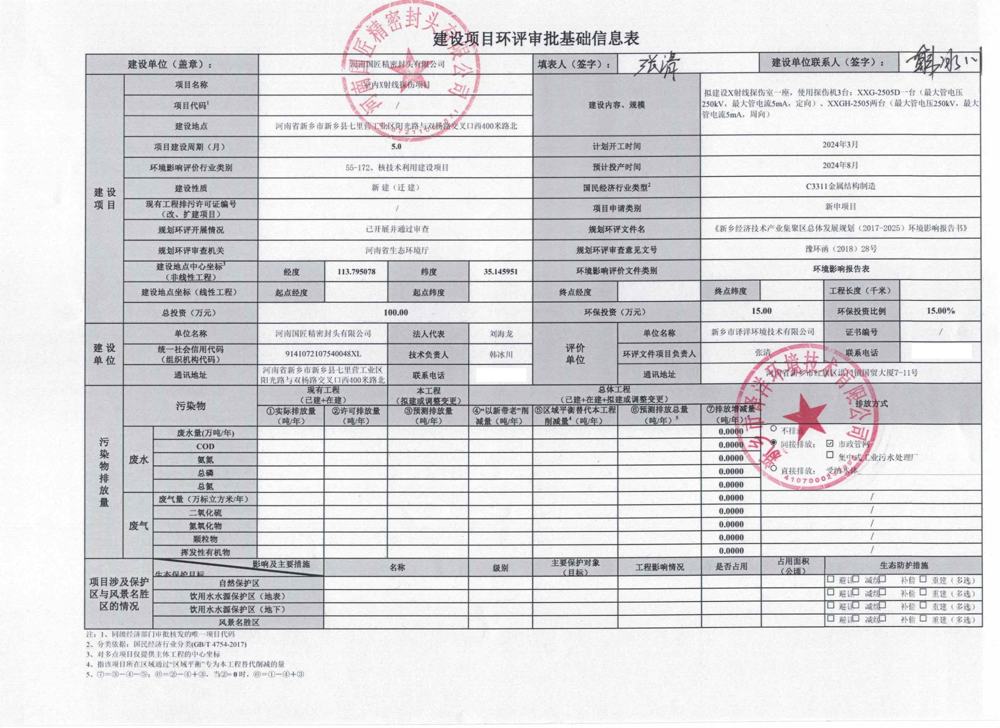 建设项目环评审批基础信息表
建设单位（盖章）： 河南国匠精密封头有限公司 填表人（签字）： 张清 建设单位联系人（签字）： 韩冰川
建设项目
项目名称 室内X射线探伤项目 建设内容、规模 拟建设X射线探伤室一座，使用探伤机3台：XXG-2505D一台（最大管电压
250kV，最大管电流5mA，定向）、XXGH-2505两台（最大管电压250kV，最大
管电流5mA，周向）
项目代码1 /
建设地点 河南省新乡市新乡县七里营工业区阳光路与双杨路交叉口西400米路北
项目建设周期（月） 5.0 计划开工时间 2024年3月
环境影响评价行业类别 55-172、核技术利用建设项目 预计投产时间 2024年8月
建设性质 新 建（迁 建） 国民经济行业类型2 C3311金属结构制造
现有工程排污许可证编号
（改、扩建项目） / 项目申请类别 新申项目
规划环评开展情况 已开展并通过审查 规划环评文件名 《新乡经济技术产业集聚区总体发展规划（2017-2025）环境影响报告书》
规划环评审查机关 河南省生态环境厅 规划环评审查意见文号 豫环函（2018）28号
建设地点中心坐标3
（非线性工程） 经度 113.795078 纬度 35.145951 环境影响评价文件类别 环境影响报告表
建设地点坐标（线性工程） 起点经度 起点纬度 终点经度 终点纬度 工程长度（千米）
总投资（万元） 100.00 环保投资（万元） 15.00 环保投资比例 15.00%
建设单位
单位名称 河南国匠精密封头有限公司 法人代表 刘海龙 评价单位 单位名称 新乡市译洋环境技术有限公司 证书编号 /
统一社会信用代码
（组织机构代码） 9141072107540048XL 技术负责人 韩冰川 环评文件项目负责人 张清 联系电话
通讯地址 河南省新乡市新乡县七里营工业区
阳光路与双杨路交叉口西400米路北 联系电话 通讯地址 河南省新乡市红旗区洪门镇国贸大厦7-11号
污染物排放量
污染物 现有工程
（已建+在建） 本工程
（拟建或调整变更） 总体工程
（已建+在建+拟建或调整变更） 排放方式
①实际排放量
（吨/年） ②许可排放量
（吨/年） ③预测排放量
（吨/年） ④“以新带老”削
减量（吨/年） ⑤区域平衡替代本工程
削减量4（吨/年） ⑥预测排放总量
（吨/年）5 ⑦排放增减量
（吨/年）5
废水
废水量(万吨/年) 0.0000 不排放
COD 0.0000 间接排放： 市政管网
氨氮 0.0000 集中式工业污水处理厂
总磷 0.0000 直接排放： 受纳水体
总氮 0.0000
废气
废气量（万标立方米/年） 0.0000 /
二氧化硫 0.0000 /
氮氧化物 0.0000 /
颗粒物 0.0000 /
挥发性有机物 0.0000 /
项目涉及保护区与风景名胜区的情况
影响及主要措施
生态保护目标 名称 级别 主要保护对象
（目标） 工程影响情况 是否占用 占用面积
（公顷） 生态防护措施
自然保护区 避让 减缓 补偿 重建（多选）
饮用水水源保护区（地表） 避让 减缓 补偿 重建（多选）
饮用水水源保护区（地下） 避让 减缓 补偿 重建（多选）
风景名胜区 避让 减缓 补偿 重建（多选）
注：1、同级经济部门审批核发的唯一项目代码
2、分类依据：国民经济行业分类(GB/T 4754-2017)
3、对多点项目仅提供主体工程的中心坐标
4、指该项目所在区域通过“区域平衡”专为本工程替代削减的量
5、⑦=③－④－⑤；⑥=②－④＋③，当②= 0 时，⑥=①－④＋③
河南国匠精密封头有限公司
新乡市译洋环境技术有限公司